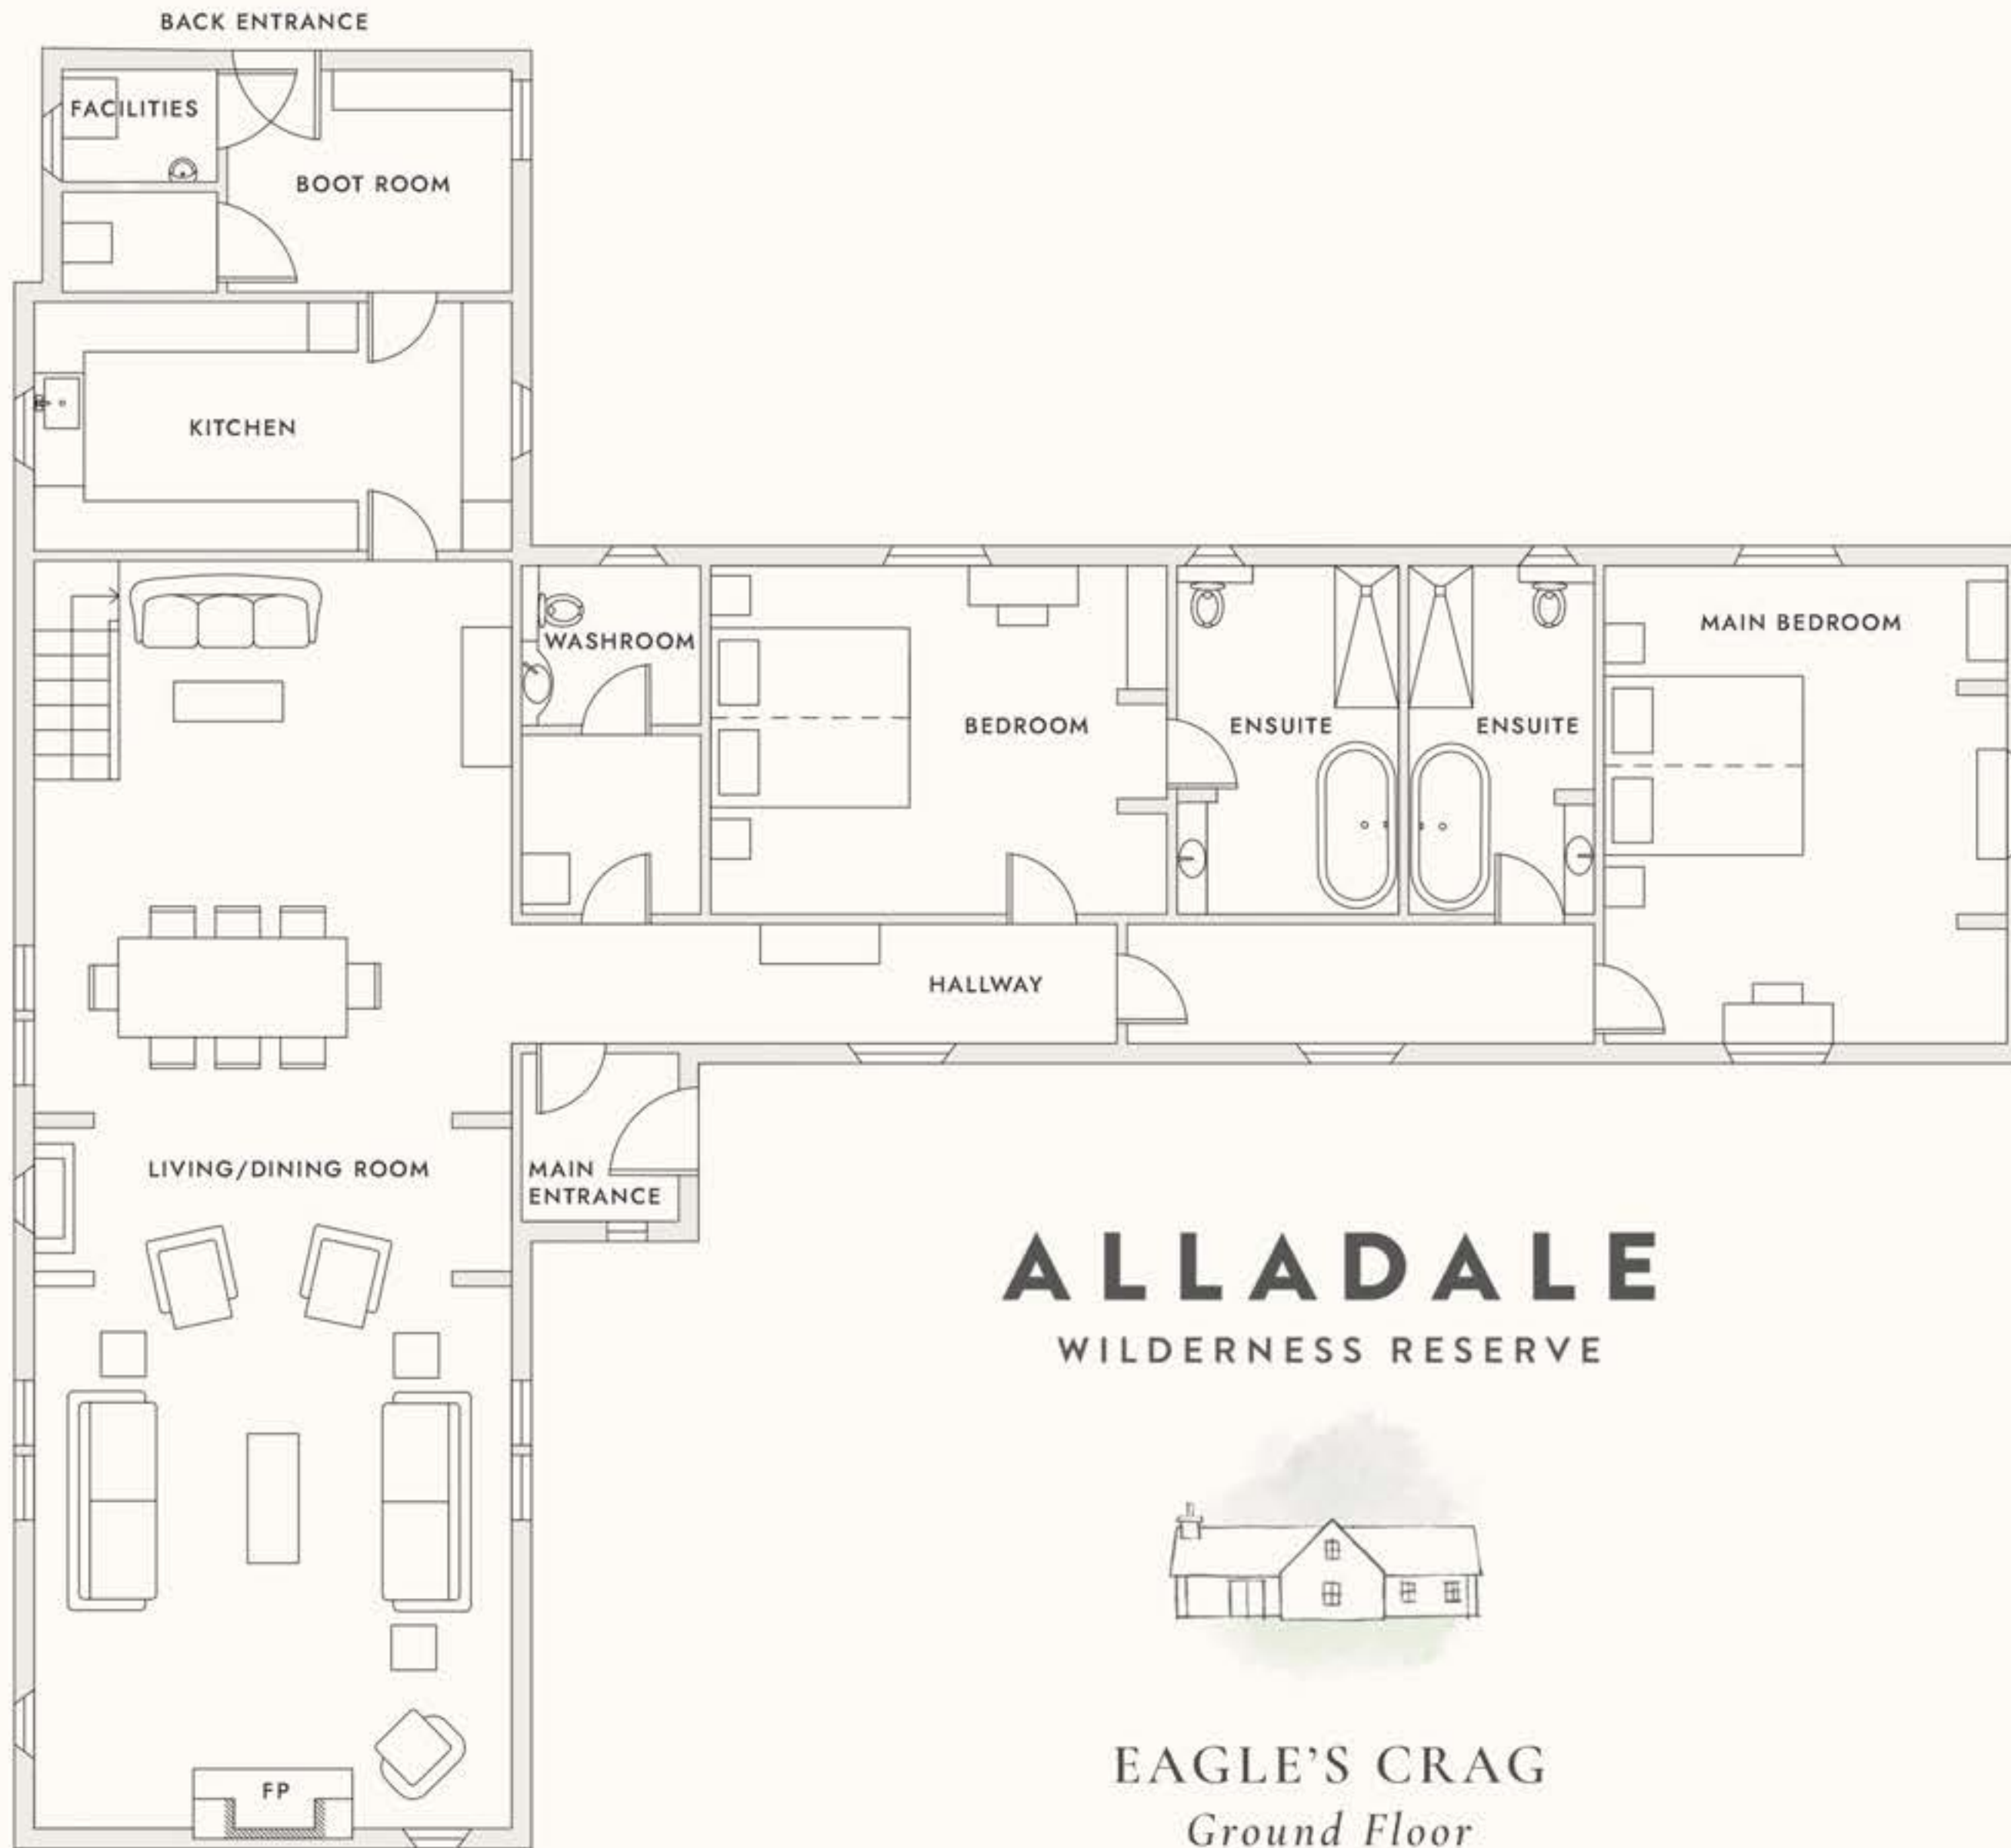 BACK ENTRANCE
FACILITIES
BOOT ROOM
KITCHEN
WASHROOM
BEDROOM
ENSUITE
ENSUITE
MAIN BEDROOM
HALLWAY
LIVING/DINING ROOM
MAIN
ENTRANCE
FP
ALLADALE
WILDERNESS RESERVE
EAGLE’S CRAG
Ground Floor